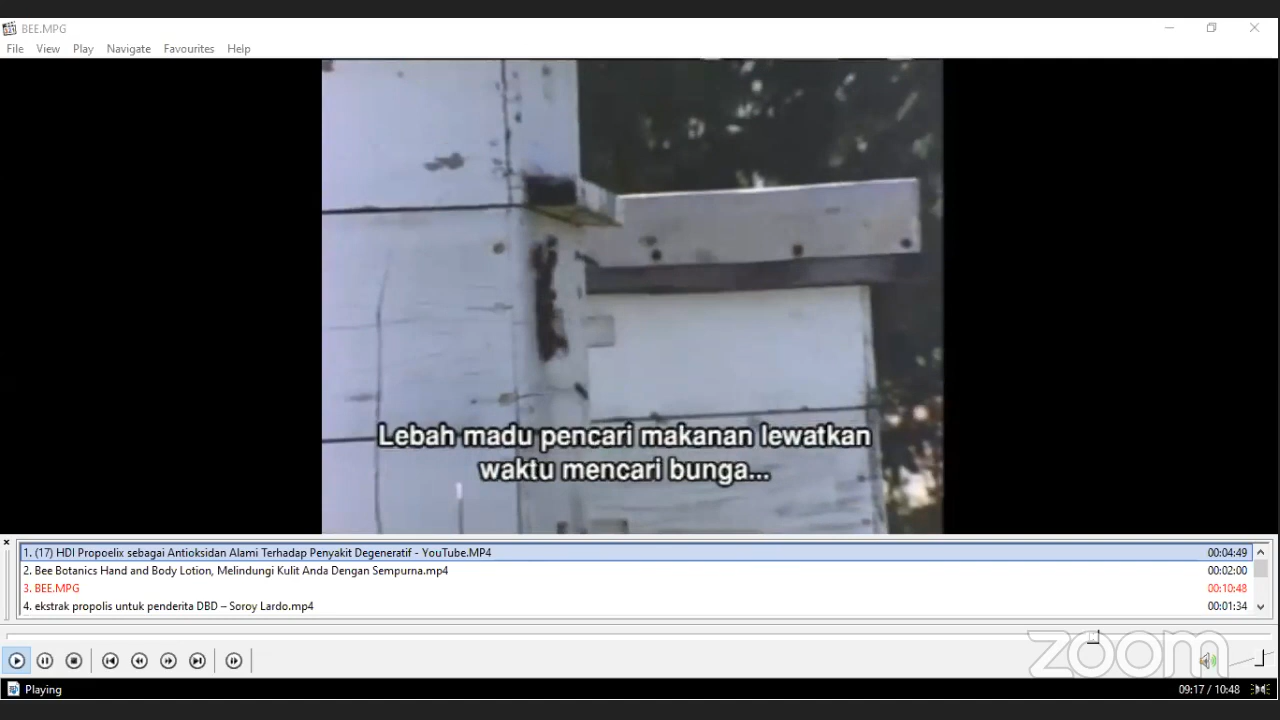 BEE.MPG
File View Play Navigate Favourites Help
Lebah madu pencari makanan lewatkan
waktu mencari bunga...
1. (17) HDI Propoelix sebagai Antioksidan Alami Terhadap Penyakit Degeneratif - YouTube.MP4 00:04:49
2. Bee Botanics Hand and Body Lotion, Melindungi Kulit Anda Dengan Sempurna.mp4 00:02:00
3. BEE.MPG 00:10:48
4. ekstrak propolis untuk penderita DBD – Soroy Lardo.mp4 00:01:34
zoom
Playing 09:17 / 10:48